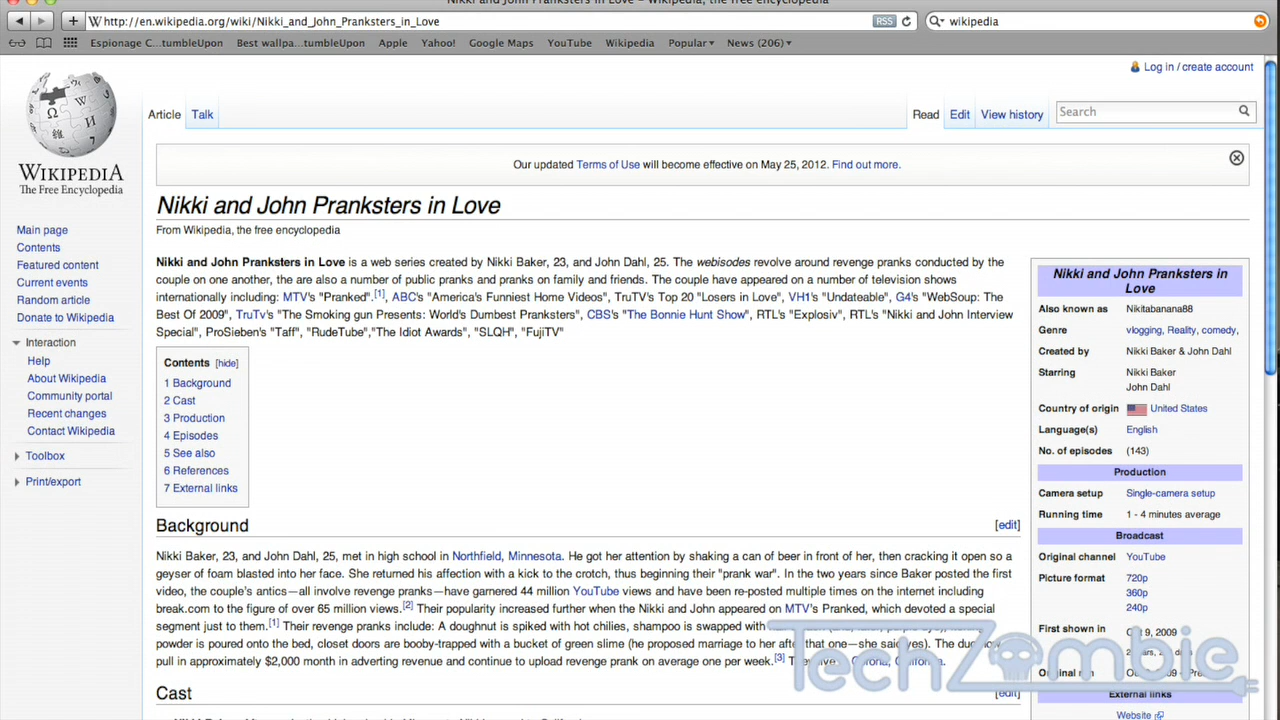 Nikki and John Pranksters in Love – Wikipedia, the free encyclopedia
http://en.wikipedia.org/wiki/Nikki_and_John_Pranksters_in_Love
RSS
wikipedia
Espionage C...tumbleUpon Best wallpa...tumbleUpon Apple Yahoo! Google Maps YouTube Wikipedia Popular News (206)
Log in / create account
Article Talk
Read Edit View history
Search
WIKIPEDIA
The Free Encyclopedia
Our updated Terms of Use will become effective on May 25, 2012. Find out more.
Main page
Contents
Featured content
Current events
Random article
Donate to Wikipedia
Interaction
Help
About Wikipedia
Community portal
Recent changes
Contact Wikipedia
Toolbox
Print/export
Nikki and John Pranksters in Love
From Wikipedia, the free encyclopedia
Nikki and John Pranksters in Love is a web series created by Nikki Baker, 23, and John Dahl, 25. The webisodes revolve around revenge pranks conducted by the
couple on one another, the are also a number of public pranks and pranks on family and friends. The couple have appeared on a number of television shows
internationally including: MTV's "Pranked".[1], ABC's "America's Funniest Home Videos", TruTV's Top 20 "Losers in Love", VH1's "Undateable", G4's "WebSoup: The
Best Of 2009", TruTv's "The Smoking gun Presents: World's Dumbest Pranksters", CBS's "The Bonnie Hunt Show", RTL's "Explosiv", RTL's "Nikki and John Interview
Special", ProSieben's "Taff", "RudeTube","The Idiot Awards", "SLQH", "FujiTV"
Contents [hide]
1 Background
2 Cast
3 Production
4 Episodes
5 See also
6 References
7 External links
Background
[edit]
Nikki Baker, 23, and John Dahl, 25, met in high school in Northfield, Minnesota. He got her attention by shaking a can of beer in front of her, then cracking it open so a
geyser of foam blasted into her face. She returned his affection with a kick to the crotch, thus beginning their "prank war". In the two years since Baker posted the first
video, the couple's antics—all involve revenge pranks—have garnered 44 million YouTube views and have been re-posted multiple times on the internet including
break.com to the figure of over 65 million views.[2] Their popularity increased further when the Nikki and John appeared on MTV's Pranked, which devoted a special
segment just to them.[1] Their revenge pranks include: A doughnut is spiked with hot chilies, shampoo is swapped with
powder is poured onto the bed, closet doors are booby-trapped with a bucket of green slime (he proposed marriage to her after that one—she said yes). The duo now
pull in approximately $2,000 month in adverting revenue and continue to upload revenge prank on average one per week.[3] They live Corona, California.
Cast
[edit]
Nikki and John Pranksters in
Love
Also known as Nikitabanana88
Genre vlogging, Reality, comedy,
Created by Nikki Baker & John Dahl
Starring Nikki Baker
John Dahl
Country of origin United States
Language(s) English
No. of episodes (143)
Production
Camera setup Single-camera setup
Running time 1 - 4 minutes average
Broadcast
Original channel YouTube
Picture format 720p
360p
240p
First shown in Oct 9, 2009
Original run
External links
Website
TechZombie